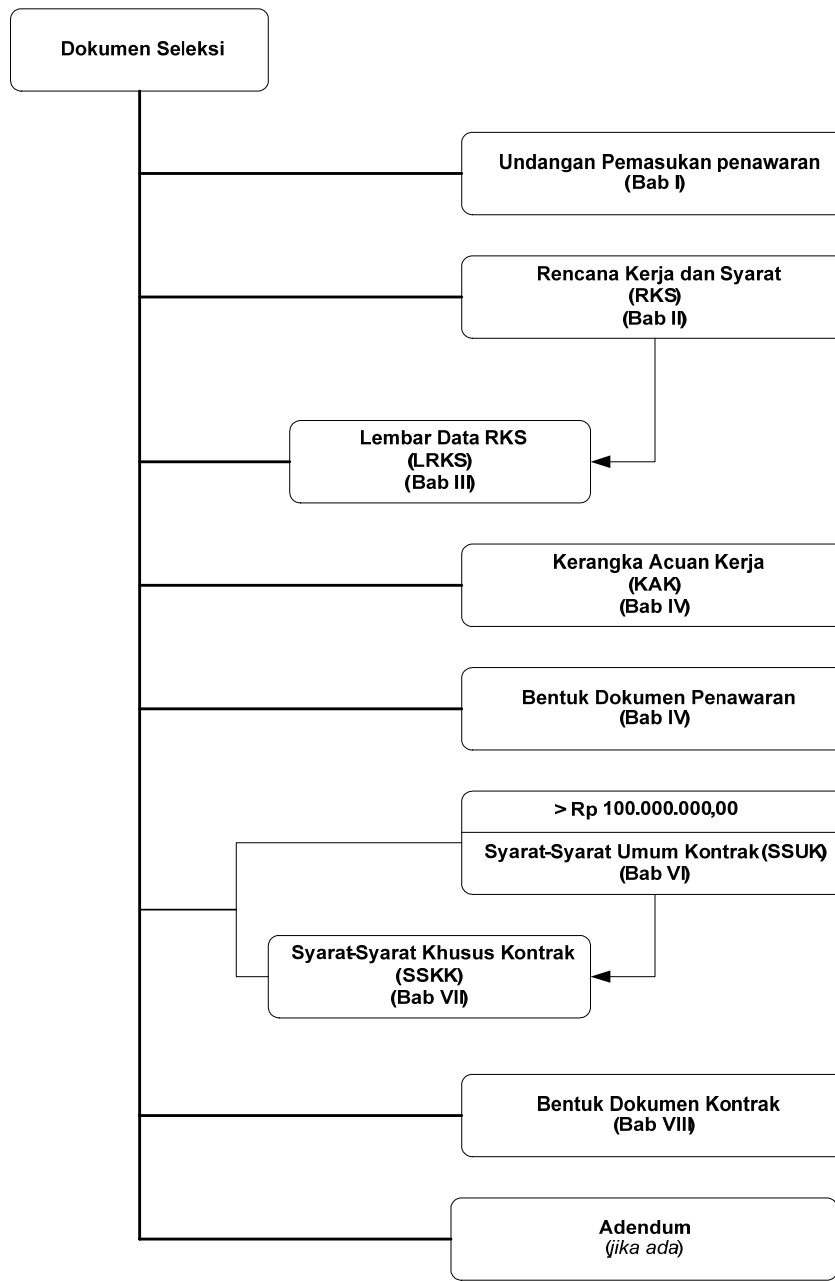 Dokumen Seleksi
Undangan Pemasukan penawaran
(Bab I)
Rencana Kerja dan Syarat
(RKS)
(Bab II)
Lembar Data RKS
(LRKS)
(Bab III)
Kerangka Acuan Kerja
(KAK)
(Bab IV)
Bentuk Dokumen Penawaran
(Bab IV)
> Rp 100.000.000,00
Syarat-Syarat Umum Kontrak (SSUK)
(Bab VI)
Syarat-Syarat Khusus Kontrak
(SSKK)
(Bab VII)
Bentuk Dokumen Kontrak
(Bab VIII)
Adendum
(jika ada)